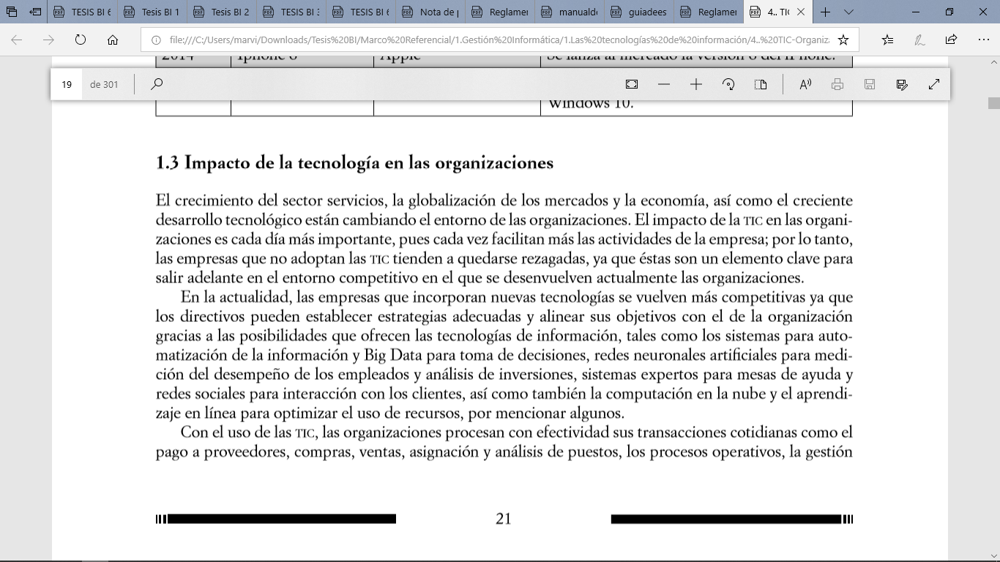 TESIS BI 6
Tesis BI 1
Tesis BI 2
TESIS BI 3
TESIS BI 6
Nota de p
Reglamen
manualde
guiadees
Reglamen
4.. TIC
file:///C:/Users/marvi/Downloads/Tesis%20BI/Marco%20Referencial/1.Gestión%20Informática/1.Las%20tecnologías%20de%20información/4..%20TIC-Organiz
2014 Iphone 6 Apple Se lanza al mercado la versión 6 del iPhone.
19 de 301
Windows 10.
1.3 Impacto de la tecnología en las organizaciones
El crecimiento del sector servicios, la globalización de los mercados y la economía, así como el creciente
desarrollo tecnológico están cambiando el entorno de las organizaciones. El impacto de la TIC en las organi-
zaciones es cada día más importante, pues cada vez facilitan más las actividades de la empresa; por lo tanto,
las empresas que no adoptan las TIC tienden a quedarse rezagadas, ya que éstas son un elemento clave para
salir adelante en el entorno competitivo en el que se desenvuelven actualmente las organizaciones.
En la actualidad, las empresas que incorporan nuevas tecnologías se vuelven más competitivas ya que
los directivos pueden establecer estrategias adecuadas y alinear sus objetivos con el de la organización
gracias a las posibilidades que ofrecen las tecnologías de información, tales como los sistemas para auto-
matización de la información y Big Data para toma de decisiones, redes neuronales artificiales para medi-
ción del desempeño de los empleados y análisis de inversiones, sistemas expertos para mesas de ayuda y
redes sociales para interacción con los clientes, así como también la computación en la nube y el aprendi-
zaje en línea para optimizar el uso de recursos, por mencionar algunos.
Con el uso de las TIC, las organizaciones procesan con efectividad sus transacciones cotidianas como el
pago a proveedores, compras, ventas, asignación y análisis de puestos, los procesos operativos, la gestión
21